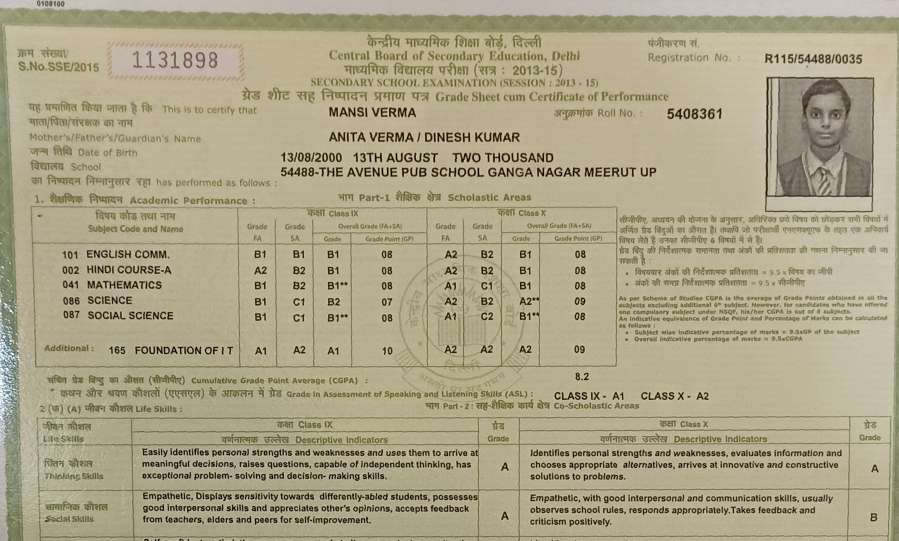 0108100
क्रम संख्या
S.No.SSE/2015
1131898
केन्द्रीय माध्यमिक शिक्षा बोर्ड, दिल्ली
Central Board of Secondary Education, Delhi
माध्यमिक विद्यालय परीक्षा (सत्र : 2013-15)
SECONDARY SCHOOL EXAMINATION (SESSION : 2013 - 15)
ग्रेड शीट सह निष्पादन प्रमाण पत्र Grade Sheet cum Certificate of Performance
पंजीकरण सं.
Registration No. : R115/54488/0035
यह प्रमाणित किया जाता है कि This is to certify that MANSI VERMA अनुक्रमांक Roll No. : 5408361
माता/पिता/संरक्षक का नाम
Mother's/Father's/Guardian's Name ANITA VERMA / DINESH KUMAR
जन्म तिथि Date of Birth 13/08/2000 13TH AUGUST TWO THOUSAND
विद्यालय School 54488-THE AVENUE PUB SCHOOL GANGA NAGAR MEERUT UP
का निष्पादन निम्नानुसार रहा has performed as follows :
1. शैक्षणिक निष्पादन Academic Performance : भाग Part-1 शैक्षिक क्षेत्र Scholastic Areas
विषय कोड तथा नाम कक्षा Class IX कक्षा Class X
Subject Code and Name Grade Grade Overall Grade (FA+SA) Grade Grade Overall Grade (FA+SA)
FA SA Grade Grade Point (GP) FA SA Grade Grade Point (GP)
101 ENGLISH COMM. B1 B1 B1 08 A2 B2 B1 08
002 HINDI COURSE-A A2 B2 B1 08 A2 B2 B1 08
041 MATHEMATICS B1 B2 B1** 08 A1 C1 B1 08
086 SCIENCE B1 C1 B2 07 A2 B2 A2** 09
087 SOCIAL SCIENCE B1 C1 B1** 08 A1 C2 B1** 08
Additional : 165 FOUNDATION OF I T A1 A2 A1 10 A2 A2 A2 09
विषयवार अंकों की निर्देशात्मक प्रतिशतता = 9.5 x विषय का जीपी
अंकों की समग्र निर्देशात्मक प्रतिशतता = 9.5 x सीजीपीए
As per Scheme of Studies CGPA is the average of Grade Points obtained in all the
subjects excluding additional 6th subject. However, for candidates who have offered
one compulsory subject under NSQF, his/her CGPA is out of 6 subjects.
An indicative equivalence of Grade Point and Percentage of Marks can be calculated
as follows :
• Subject wise indicative percentage of marks = 9.5xGP of the subject
• Overall indicative percentage of marks = 9.5xCGPA
संचित ग्रेड बिन्दु का औसत (सीजीपीए) Cumulative Grade Point Average (CGPA) : 8.2
* कथन और श्रवण कौशलों (एएसएल) के आकलन में ग्रेड Grade in Assessment of Speaking and Listening Skills (ASL) : CLASS IX - A1 CLASS X - A2
2 (क) (A) जीवन कौशल Life Skills : भाग Part - 2 : सह-शैक्षिक कार्य क्षेत्र Co-Scholastic Areas
जीवन कौशल कक्षा Class IX ग्रेड कक्षा Class X ग्रेड
Life Skills वर्णनात्मक उल्लेख Descriptive Indicators Grade वर्णनात्मक उल्लेख Descriptive Indicators Grade
चिंतन कौशल
Thinking Skills
Easily identifies personal strengths and weaknesses and uses them to arrive at
meaningful decisions, raises questions, capable of independent thinking, has
exceptional problem- solving and decision- making skills.
A
Identifies personal strengths and weaknesses, evaluates information and
chooses appropriate alternatives, arrives at innovative and constructive
solutions to problems.
A
सामाजिक कौशल
Social Skills
Empathetic, Displays sensitivity towards differently-abled students, possesses
good interpersonal skills and appreciates other's opinions, accepts feedback
from teachers, elders and peers for self-improvement.
A
Empathetic, with good interpersonal and communication skills, usually
observes school rules, responds appropriately.Takes feedback and
criticism positively.
B